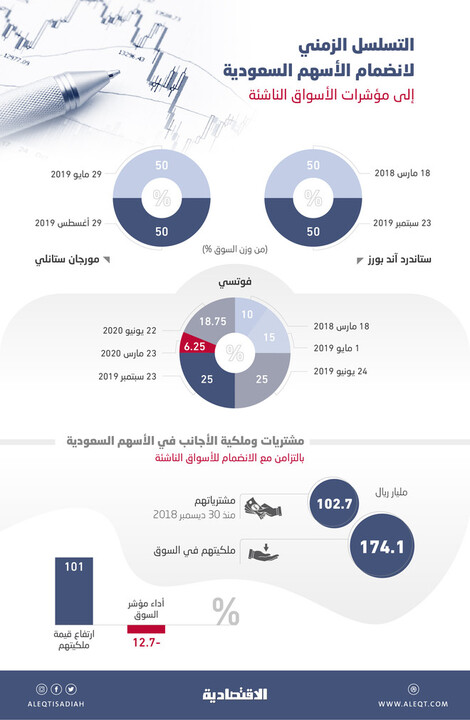 التسلسل الزمني
لانضمام الأسهم السعودية
إلى مؤشرات الأسواق الناشئة
13296.43
12977.09
50
18 مارس 2018
%
50
23 سبتمبر 2019
ستاندرد آند بورز
50
29 مايو 2019
%
50
29 أغسطس 2019
مورجان ستانلي
(من وزن السوق %)
فوتسي
10
18 مارس 2018
15
1 مايو 2019
25
24 يونيو 2019
25
23 سبتمبر 2019
6.25
23 مارس 2020
18.75
22 يونيو 2020
%
مشتريات وملكية الأجانب في الأسهم السعودية
بالتزامن مع الانضمام للأسواق الناشئة
مليار ريال
102.7
مشترياتهم
منذ 30 ديسمبر 2018
174.1
ملكيتهم في السوق
%
أداء مؤشر
السوق
12.7-
101
ارتفاع قيمة
ملكيتهم
WWW.ALEQT.COM
الاقتصادية
ALEQTISADIAH